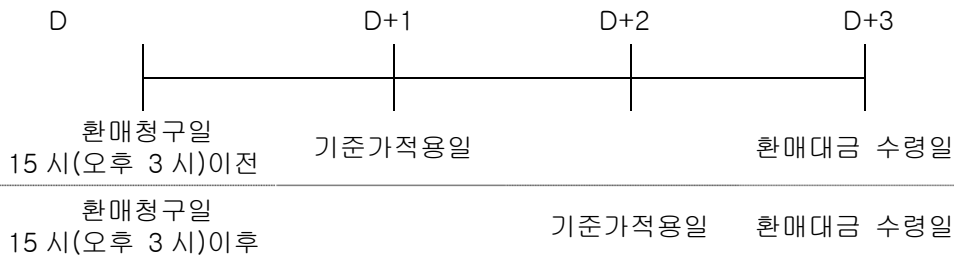 D D+1 D+2 D+3
환매청구일
15 시(오후 3 시)이전
기준가적용일
환매대금 수령일
환매청구일
15 시(오후 3 시)이후
기준가적용일
환매대금 수령일